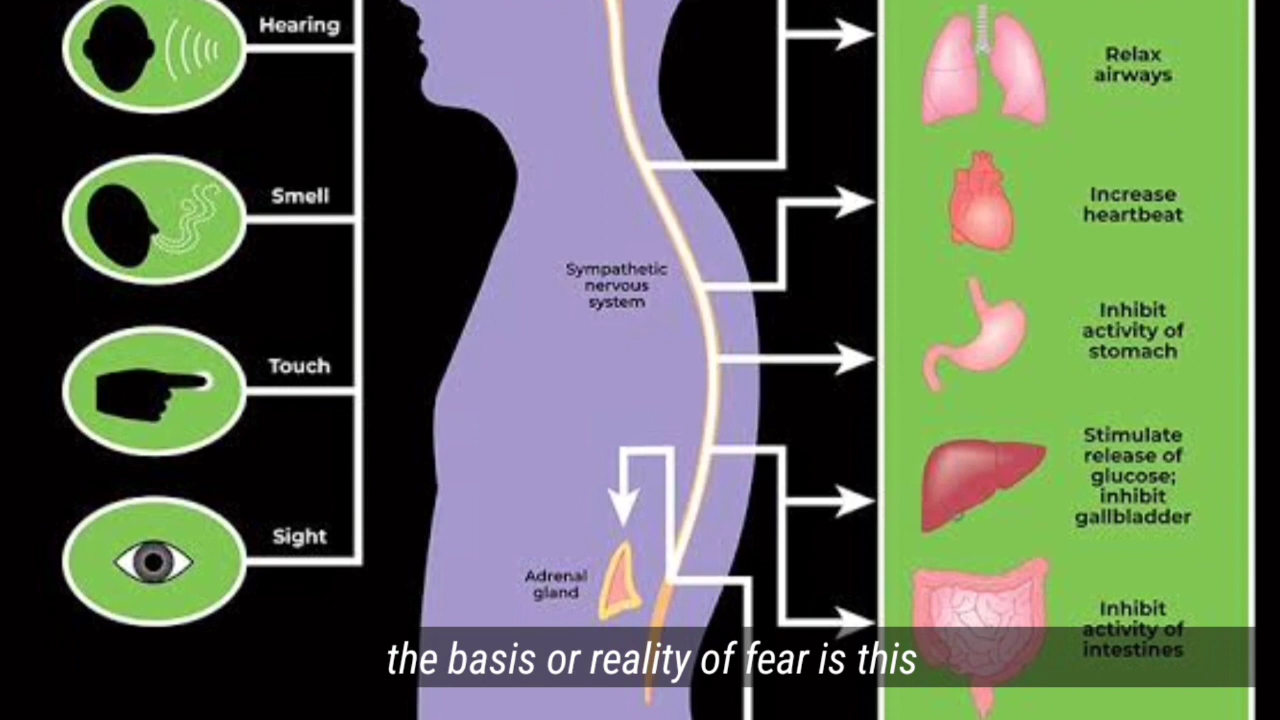 Hearing
Smell
Touch
Sight
Sympathetic
nervous
system
Adrenal
gland
Relax
airways
Increase
heartbeat
Inhibit
activity of
stomach
Stimulate
release of
glucose;
inhibit
gallbladder
Inhibit
activity of
intestines
the basis or reality of fear is this